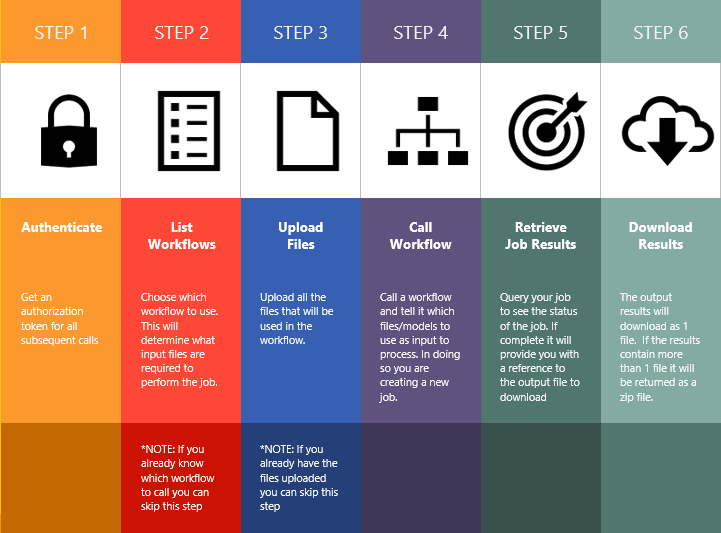 STEP 1
STEP 2
STEP 3
STEP 4
STEP 5
STEP 6
Authenticate
List
Workflows
Upload
Files
Call
Workflow
Retrieve
Job Results
Download
Results
Get an
authorization
token for all
subsequent calls
Choose which
workflow to use.
This will
determine what
input files are
required to
perform the job.
Upload all the
files that will be
used in the
workflow.
Call a workflow
and tell it which
files/models to
use as input to
process. In doing
so you are
creating a new
job.
Query your job
to see the status
of the job. If
complete it will
provide you with
a reference to
the output file to
download
The output
results will
download as 1
file.  If the results
contain more
than 1 file it will
be returned as a
zip file.
*NOTE: If you
already know
which workflow
to call you can
skip this step
*NOTE: If you
already have the
files uploaded
you can skip this
step